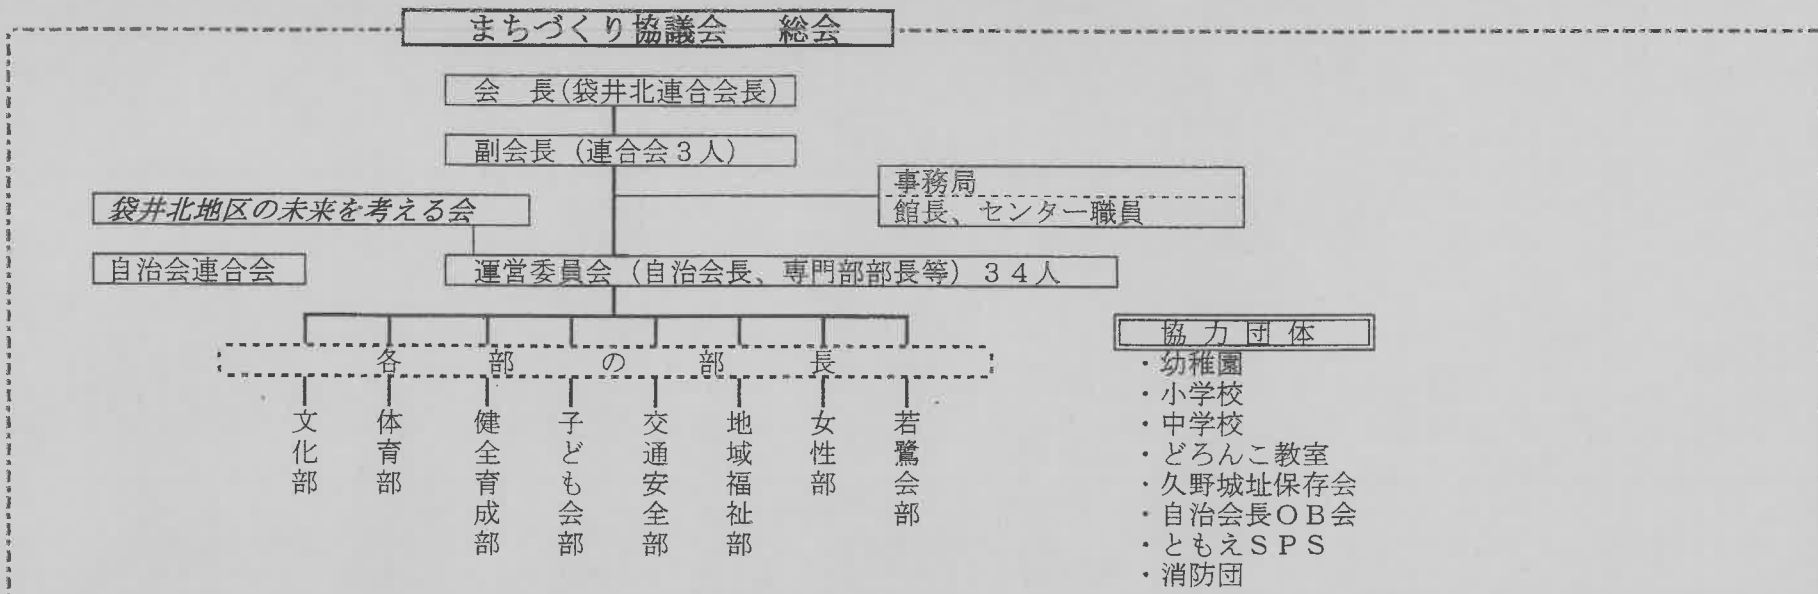 まちづくり協議会　総会
会　長(袋井北連合会長)
副会長（連合会３人）
事務局
館長、センター職員
袋井北地区の未来を考える会
自治会連合会
運営委員会（自治会長、専門部部長等）３４人
各部の部長
文化部
体育部
健全育成部
子ども会部
交通安全部
地域福祉部
女性部
若鷺会部
協力団体
・幼稚園
・小学校
・中学校
・どろんこ教室
・久野城址保存会
・自治会長ＯＢ会
・ともえＳＰＳ
・消防団